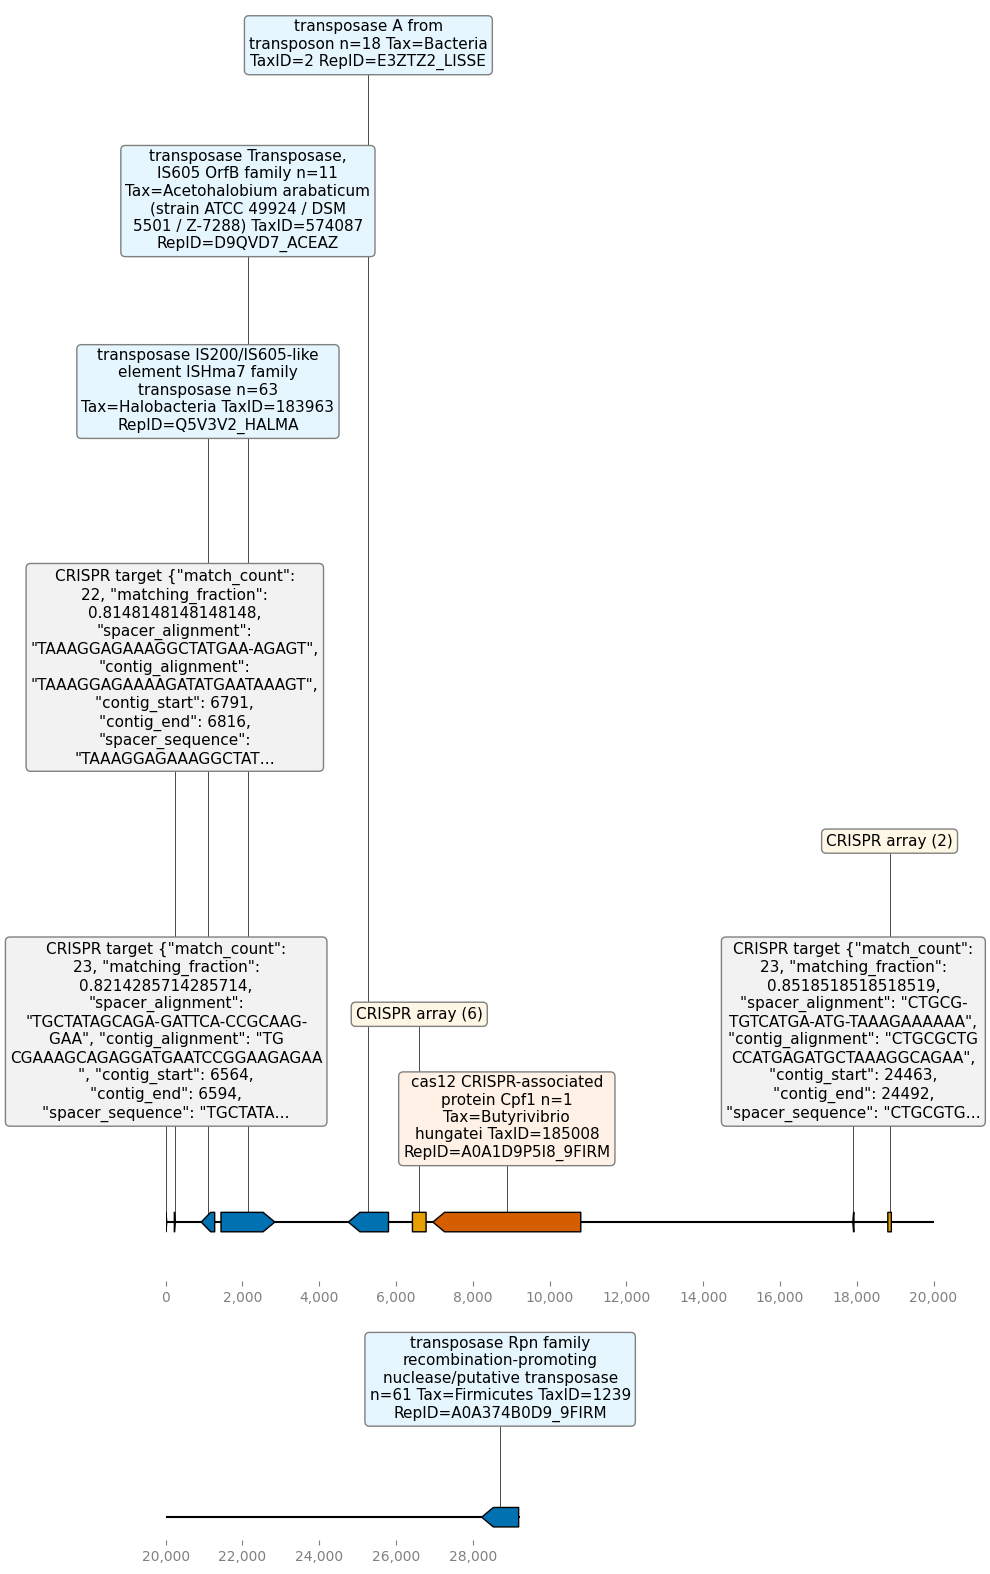 transposase A from
transposon n=18 Tax=Bacteria
TaxID=2 RepID=E3ZTZ2_LISSE
transposase Transposase,
IS605 OrfB family n=11
Tax=Acetohalobium arabaticum
(strain ATCC 49924 / DSM
5501 / Z-7288) TaxID=574087
RepID=D9QVD7_ACEAZ
transposase IS200/IS605-like
element ISHma7 family
transposase n=63
Tax=Halobacteria TaxID=183963
RepID=Q5V3V2_HALMA
CRISPR target {"match_count":
22, "matching_fraction":
0.8148148148148148,
"spacer_alignment":
"TAAAGGAGAAAGGCTATGAA-AGAGT",
"contig_alignment":
"TAAAGGAGAAAAGATATGAATAAAGT",
"contig_start": 6791,
"contig_end": 6816,
"spacer_sequence":
"TAAAGGAGAAAGGCTAT...
CRISPR array (2)
CRISPR target {"match_count":
23, "matching_fraction":
0.8214285714285714,
"spacer_alignment":
"TGCTATAGCAGA-GATTCA-CCGCAAG-
GAA", "contig_alignment": "TG
CGAAAGCAGAGGATGAATCCGGAAGAGAA
", "contig_start": 6564,
"contig_end": 6594,
"spacer_sequence": "TGCTATA...
CRISPR target {"match_count":
23, "matching_fraction":
0.8518518518518519,
"spacer_alignment": "CTGCG-
TGTCATGA-ATG-TAAAGAAAAAA",
"contig_alignment": "CTGCGCTG
CCATGAGATGCTAAAGGCAGAA",
"contig_start": 24463,
"contig_end": 24492,
"spacer_sequence": "CTGCGTG...
CRISPR array (6)
cas12 CRISPR-associated
protein Cpf1 n=1
Tax=Butyrivibrio
hungatei TaxID=185008
RepID=A0A1D9P5I8_9FIRM
0 2,000 4,000 6,000 8,000 10,000 12,000 14,000 16,000 18,000 20,000
transposase Rpn family
recombination-promoting
nuclease/putative transposase
n=61 Tax=Firmicutes TaxID=1239
RepID=A0A374B0D9_9FIRM
20,000 22,000 24,000 26,000 28,000